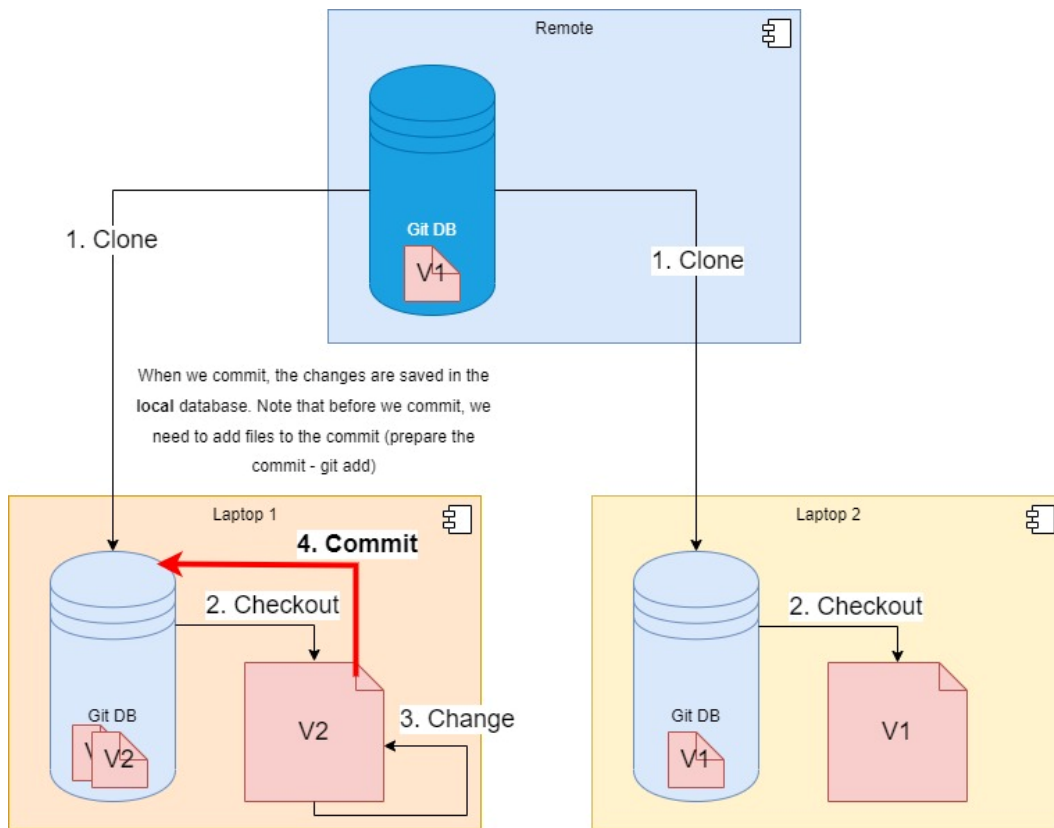 Remote
Git DB
V1
1. Clone
1. Clone
When we commit, the changes are saved in the
local database. Note that before we commit, we
need to add files to the commit (prepare the
commit - git add)
Laptop 1
4. Commit
2. Checkout
V2
3. Change
Git DB
V
V2
Laptop 2
2. Checkout
V1
Git DB
V1